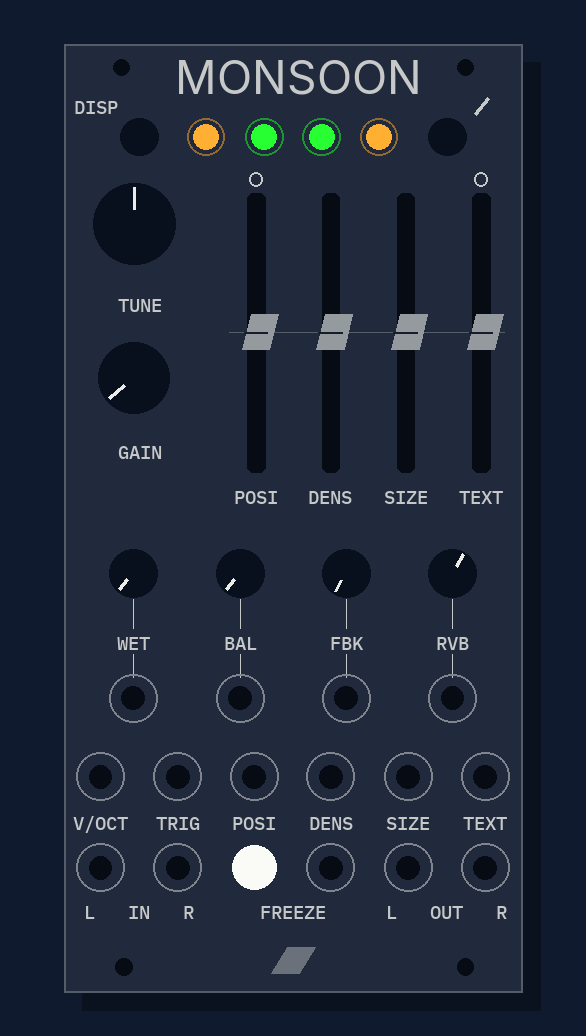 MONSOON
DISP
TUNE
GAIN
POSI DENS SIZE TEXT
WET BAL FBK RVB
V/OCT TRIG POSI DENS SIZE TEXT
L IN R FREEZE L OUT R